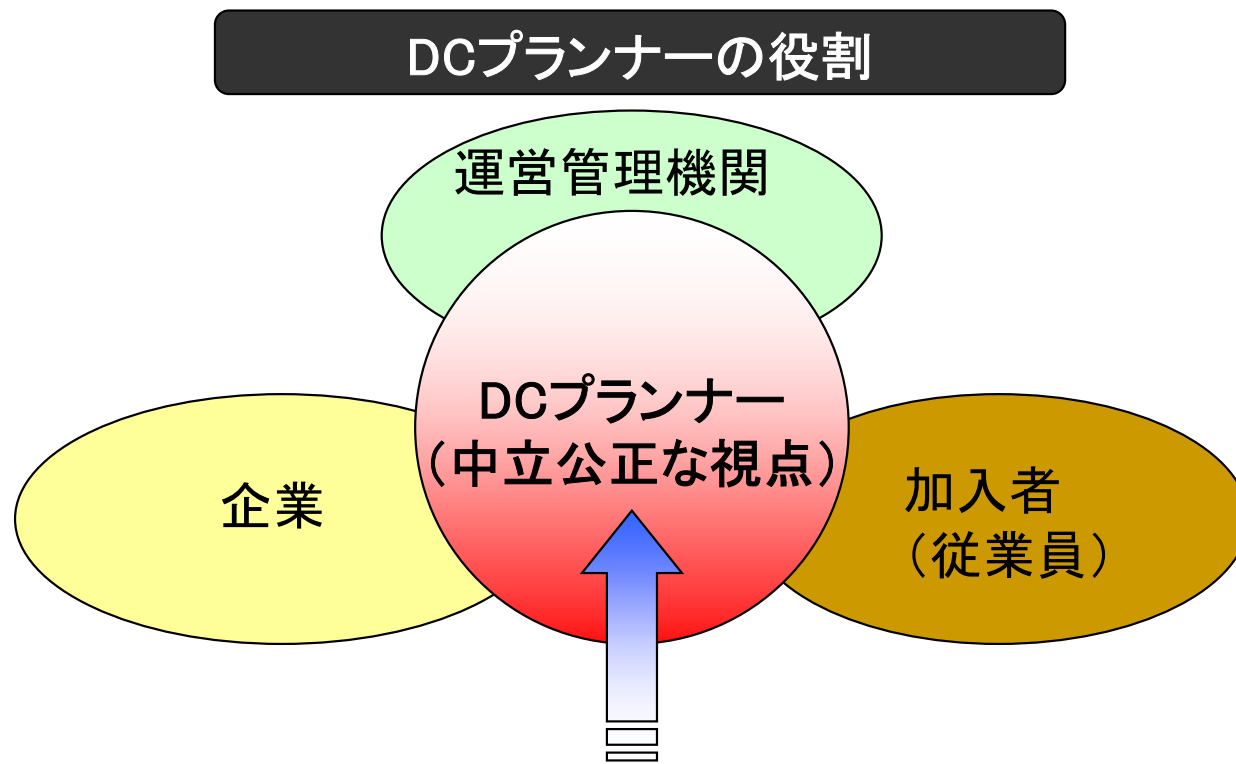 DCプランナーの役割
運営管理機関
DCプランナー
（中立公正な視点）
企業
加入者
（従業員）